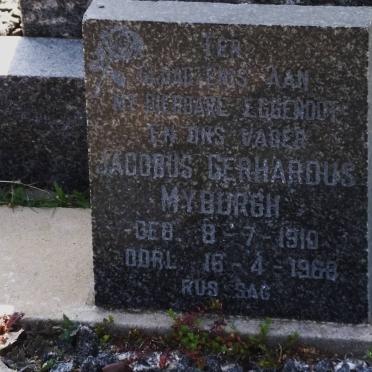 TER
GEDAGTENIS AAN
MY DIERBARE EGGENOOT
EN ONS VADER
JACOBUS GERHARDUS
MYBURGH
GEB. 8-7-1910
OORL. 16-4-1968
RUS SAG